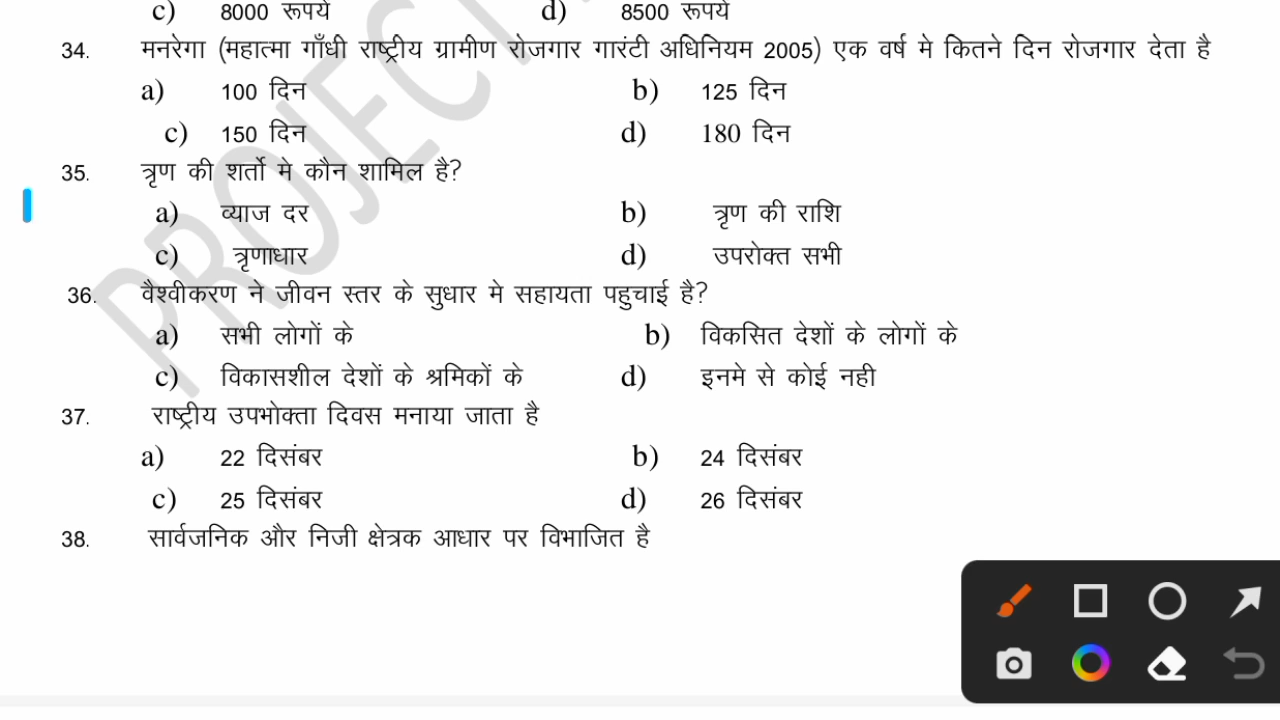 c) 8000 रूपये d) 8500 रूपये
34. मनरेगा (महात्मा गाँधी राष्ट्रीय ग्रामीण रोजगार गारंटी अधिनियम 2005) एक वर्ष मे कितने दिन रोजगार देता है
a) 100 दिन b) 125 दिन
c) 150 दिन d) 180 दिन
35. त्रृण की शर्तो मे कौन शामिल है?
a) व्याज दर b) त्रृण की राशि
c) त्रृणाधार d) उपरोक्त सभी
36. वैश्वीकरण ने जीवन स्तर के सुधार मे सहायता पहुचाई है?
a) सभी लोगों के b) विकसित देशों के लोगों के
c) विकासशील देशों के श्रमिकों के d) इनमे से कोई नही
37. राष्ट्रीय उपभोक्ता दिवस मनाया जाता है
a) 22 दिसंबर b) 24 दिसंबर
c) 25 दिसंबर d) 26 दिसंबर
38. सार्वजनिक और निजी क्षेत्रक आधार पर विभाजित है
PROJECT